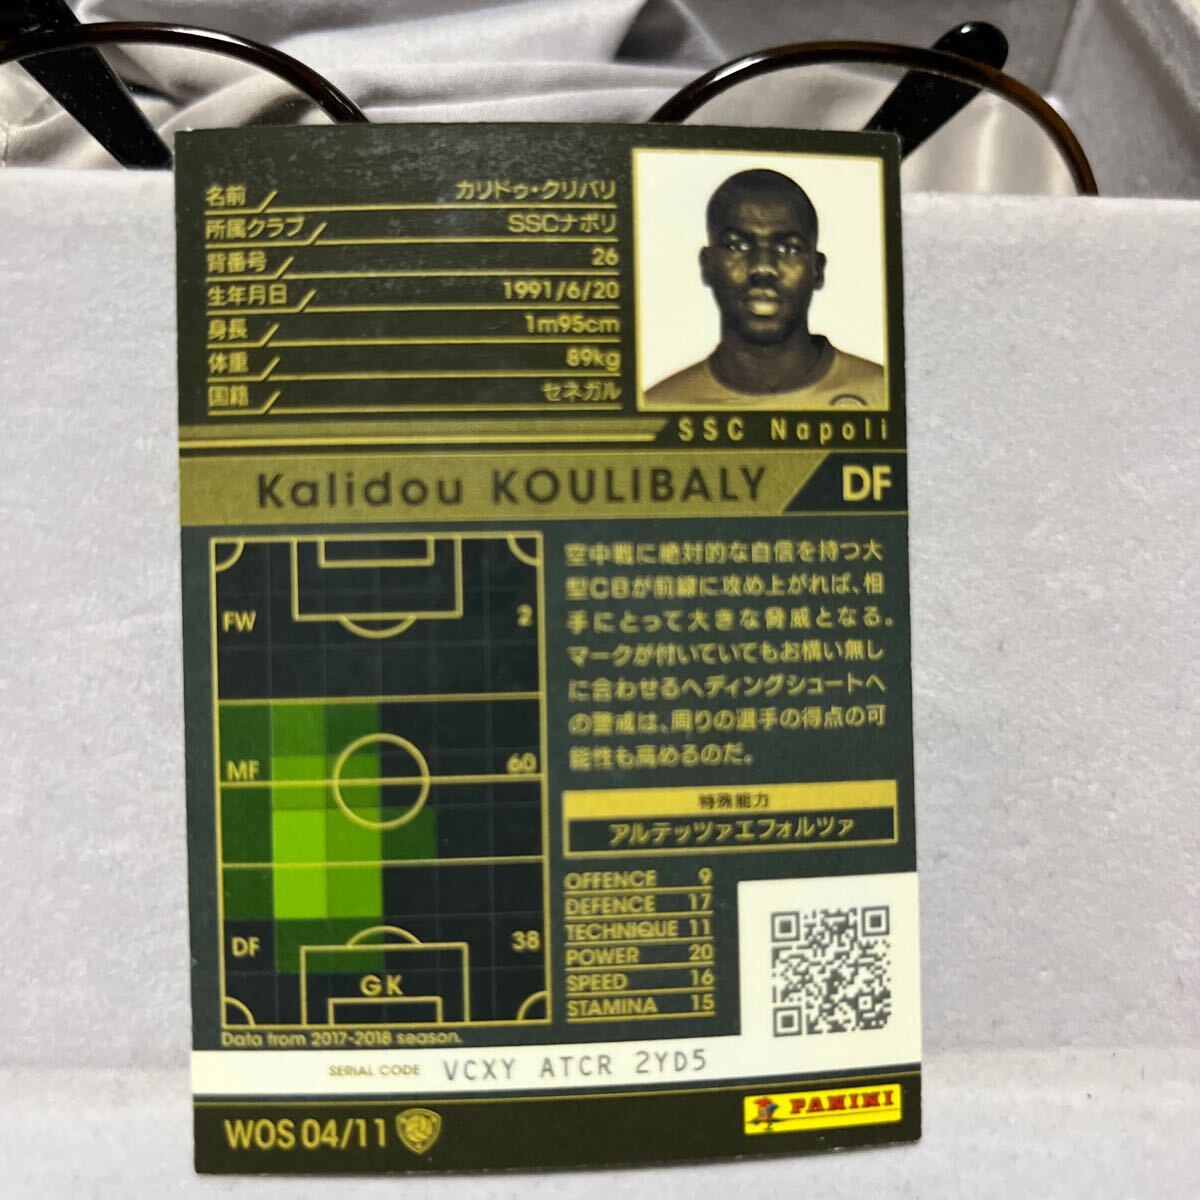 名前 カリドゥ・クリバリ
所属クラブ SSCナポリ
背番号 26
生年月日 1991/6/20
身長 1m95cm
体重 89kg
国籍 セネガル
SSC Napoli
Kalidou KOULIBALY DF
FW 2
MF 60
DF 38
GK
Data from 2017-2018 season.
空中戦に絶対的な自信を持つ大
型CBが前線に攻め上がれば、相
手にとって大きな脅威となる。
マークが付いていてもお構い無し
に合わせるヘディングシュートへ
の警戒は、周りの選手の得点の可
能性も高めるのだ。
特殊能力
アルテッツァエフォルツァ
OFFENCE 9
DEFENCE 17
TECHNIQUE 11
POWER 20
SPEED 16
STAMINA 15
SERIAL CODE VCXY ATCR 2YD5
WOS 04/11
PANINI